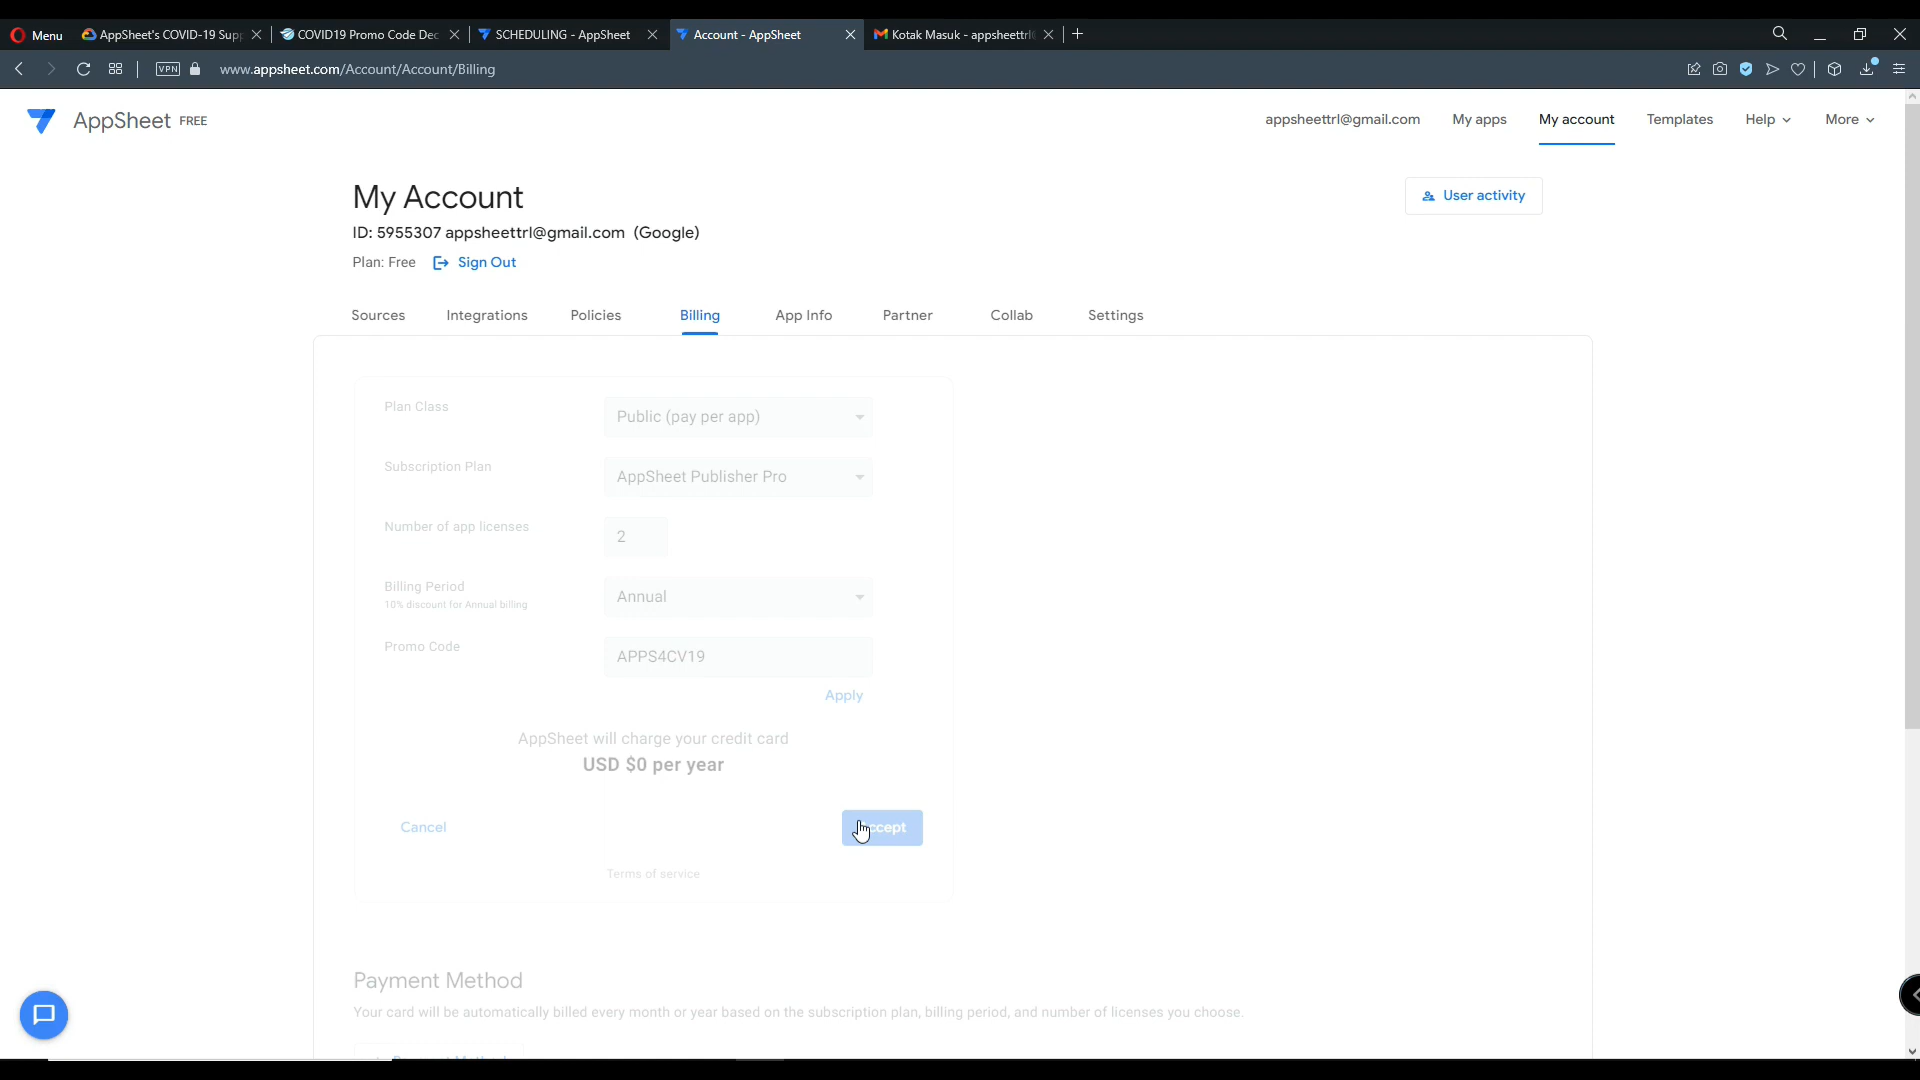 Menu
AppSheet's COVID-19 Sup
COVID19 Promo Code Dec
SCHEDULING - AppSheet
Account - AppSheet
Kotak Masuk - appsheettrl
VPN
www.appsheet.com/Account/Account/Billing
AppSheet FREE
appsheettrl@gmail.com
My apps
My account
Templates
Help
More
My Account
User activity
ID: 5955307 appsheettrl@gmail.com (Google)
Plan: Free
Sign Out
Sources
Integrations
Policies
Billing
App Info
Partner
Collab
Settings
Plan Class
Public (pay per app)
Subscription Plan
AppSheet Publisher Pro
Number of app licenses
2
Billing Period
10% discount for Annual billing
Annual
Promo Code
APPS4CV19
Apply
AppSheet will charge your credit card
USD $0 per year
Cancel
Accept
Terms of service
Payment Method
Your card will be automatically billed every month or year based on the subscription plan, billing period, and number of licenses you choose.